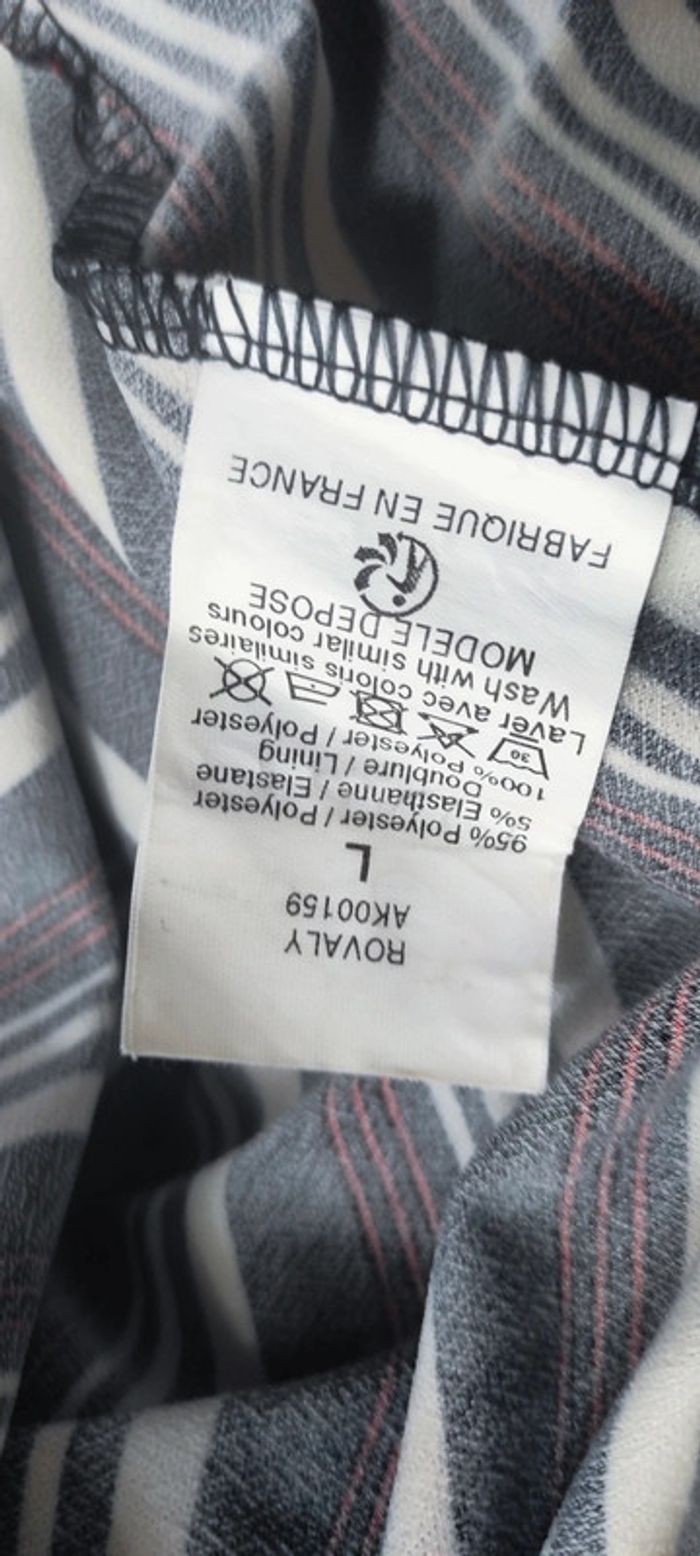 FABRIQUE EN FRANCE
MODELE DEPOSE
Wash with similar colours
Laver avec coloris similaires
30
100% Polyester / Polyester
Doublure / Lining
5% Elasthanne / Elastane
95% Polyester / Polyester
L
AK00159
ROVALY